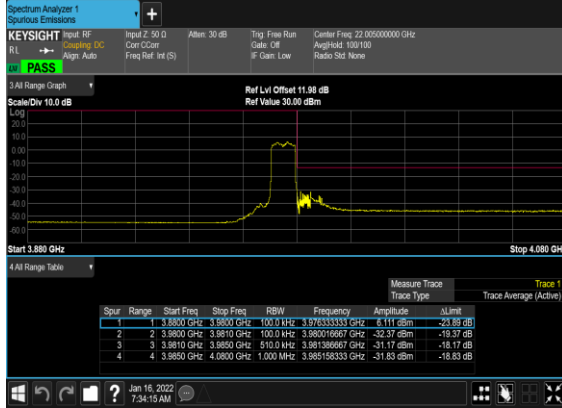 Spectrum Analyzer 1
Spurious Emissions
+
KEYSIGHT Input: RF Input Z: 50 Ω Atten: 30 dB Trig: Free Run Center Freq: 22.005000000 GHz
RL Coupling: DC Corr CCorr Gate: Off Avg|Hold: 100/100
Align: Auto Freq Ref: Int (S) IF Gain: Low Radio Std: None
PASS
3 All Range Graph
Ref Lvl Offset 11.98 dB
Scale/Div 10.0 dB Ref Value 30.00 dBm
Log
20.0
10.0
0.00
-10.0
-20.0
-30.0
-40.0
-50.0
-60.0
Start 3.880 GHz Stop 4.080 GH
4 All Range Table
Measure Trace Trace 1
Trace Type Trace Average (Active)
Spur Range Start Freq Stop Freq RBW Frequency Amplitude ΔLimit
1 1 3.8800 GHz 3.9800 GHz 100.0 kHz 3.976333333 GHz 6.111 dBm -23.89 dB
2 2 3.9800 GHz 3.9810 GHz 100.0 kHz 3.980016667 GHz -32.37 dBm -19.37 dB
3 3 3.9810 GHz 3.9850 GHz 510.0 kHz 3.981386667 GHz -31.17 dBm -18.17 dB
4 4 3.9850 GHz 4.0800 GHz 1.000 MHz 3.985158333 GHz -31.83 dBm -18.83 dB
? Jan 16, 2022
7:34:15 AM